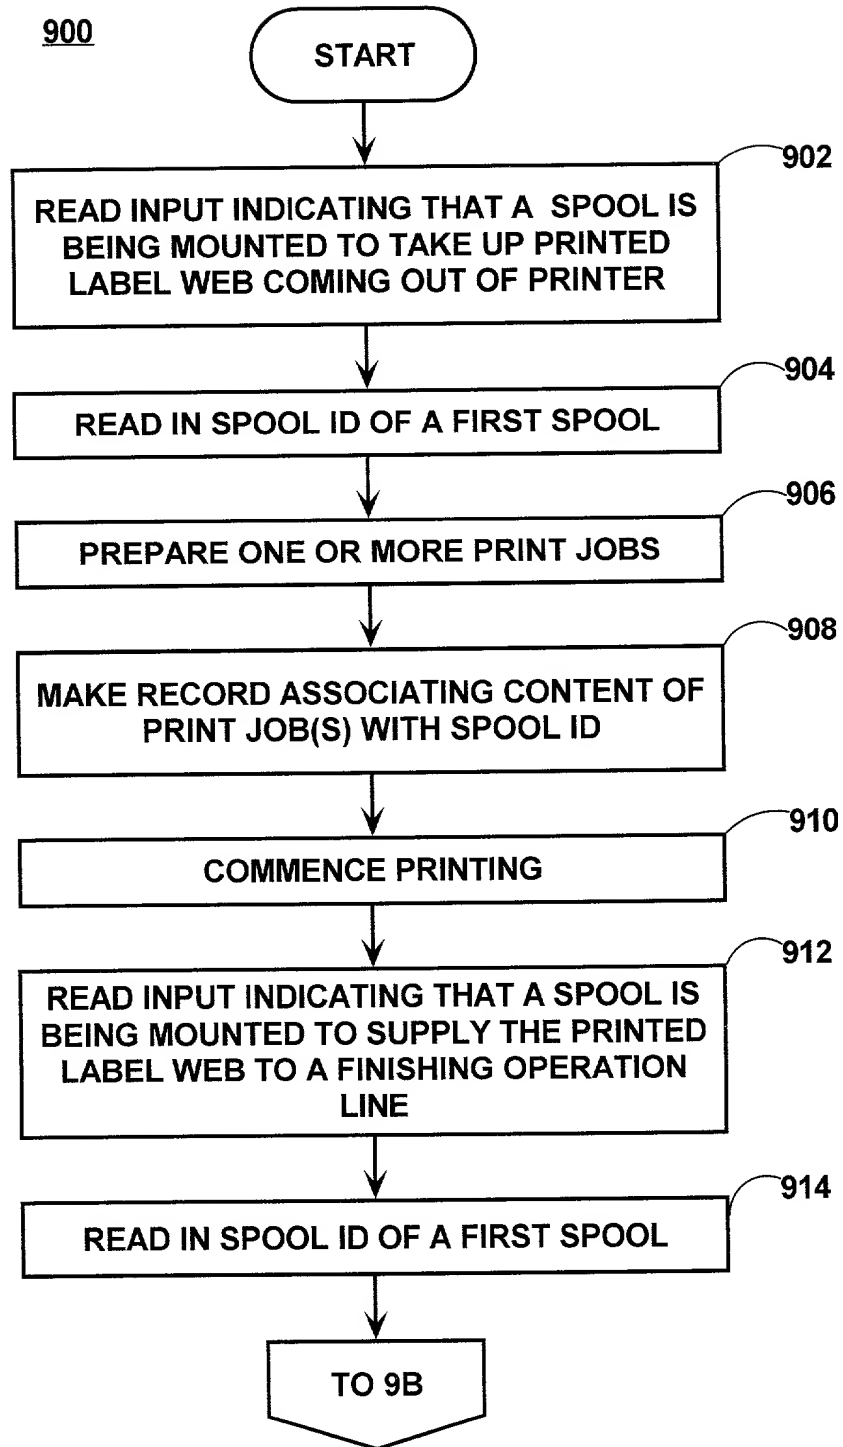 900
START
902
READ INPUT INDICATING THAT A SPOOL IS
BEING MOUNTED TO TAKE UP PRINTED
LABEL WEB COMING OUT OF PRINTER
904
READ IN SPOOL ID OF A FIRST SPOOL
906
PREPARE ONE OR MORE PRINT JOBS
908
MAKE RECORD ASSOCIATING CONTENT OF
PRINT JOB(S) WITH SPOOL ID
910
COMMENCE PRINTING
912
READ INPUT INDICATING THAT A SPOOL IS
BEING MOUNTED TO SUPPLY THE PRINTED
LABEL WEB TO A FINISHING OPERATION
LINE
914
READ IN SPOOL ID OF A FIRST SPOOL
TO 9B